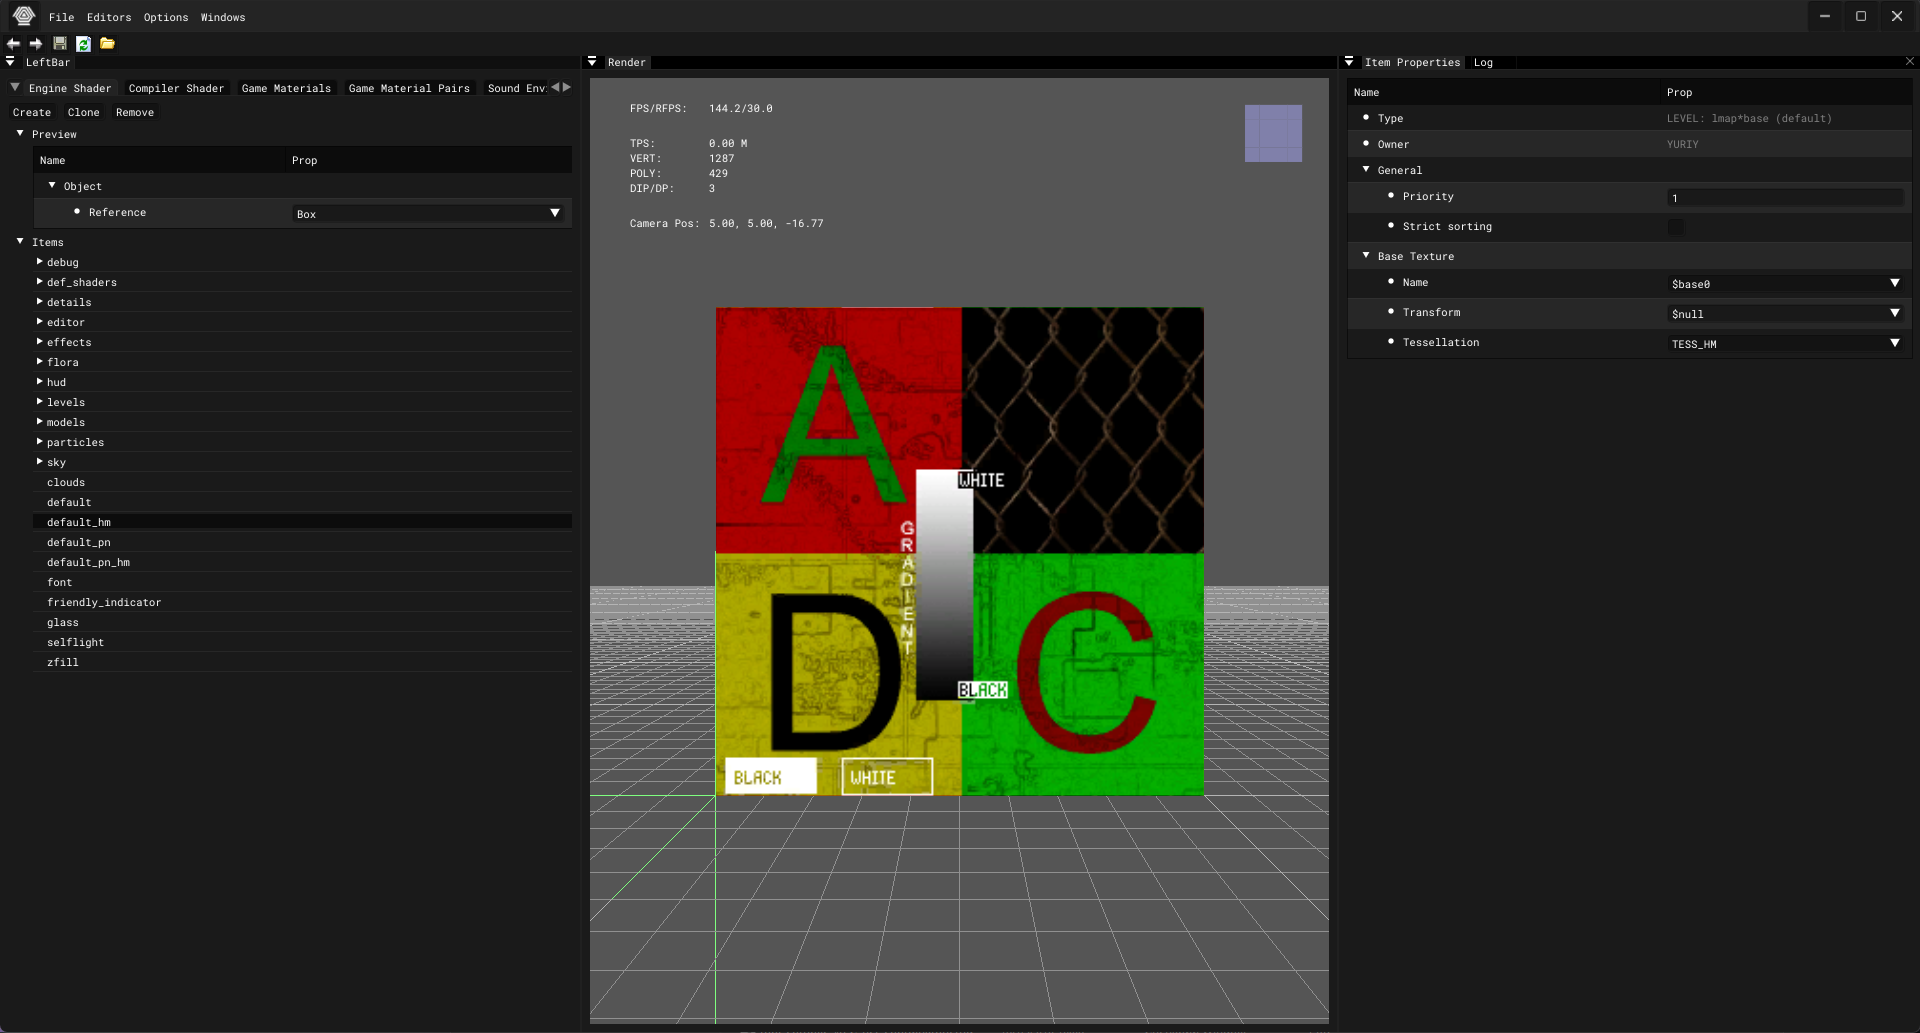 File Editors Options Windows
LeftBar
Engine Shader Compiler Shader Game Materials Game Material Pairs Sound Env
Create Clone Remove
Preview
Name Prop
Object
Reference Box
Items
debug
def_shaders
details
editor
effects
flora
hud
levels
models
particles
sky
clouds
default
default_hm
default_pn
default_pn_hm
font
friendly_indicator
glass
selflight
zfill
Render
FPS/RFPS: 144.2/30.0
TPS: 0.00 M
VERT: 1287
POLY: 429
DIP/DP: 3
Camera Pos: 5.00, 5.00, -16.77
A
WHITE
GRADIENT
D
C
BLACK
BLACK
WHITE
Item Properties Log
Name Prop
Type LEVEL: lmap*base (default)
Owner YURIY
General
Priority 1
Strict sorting
Base Texture
Name $base0
Transform $null
Tessellation TESS_HM